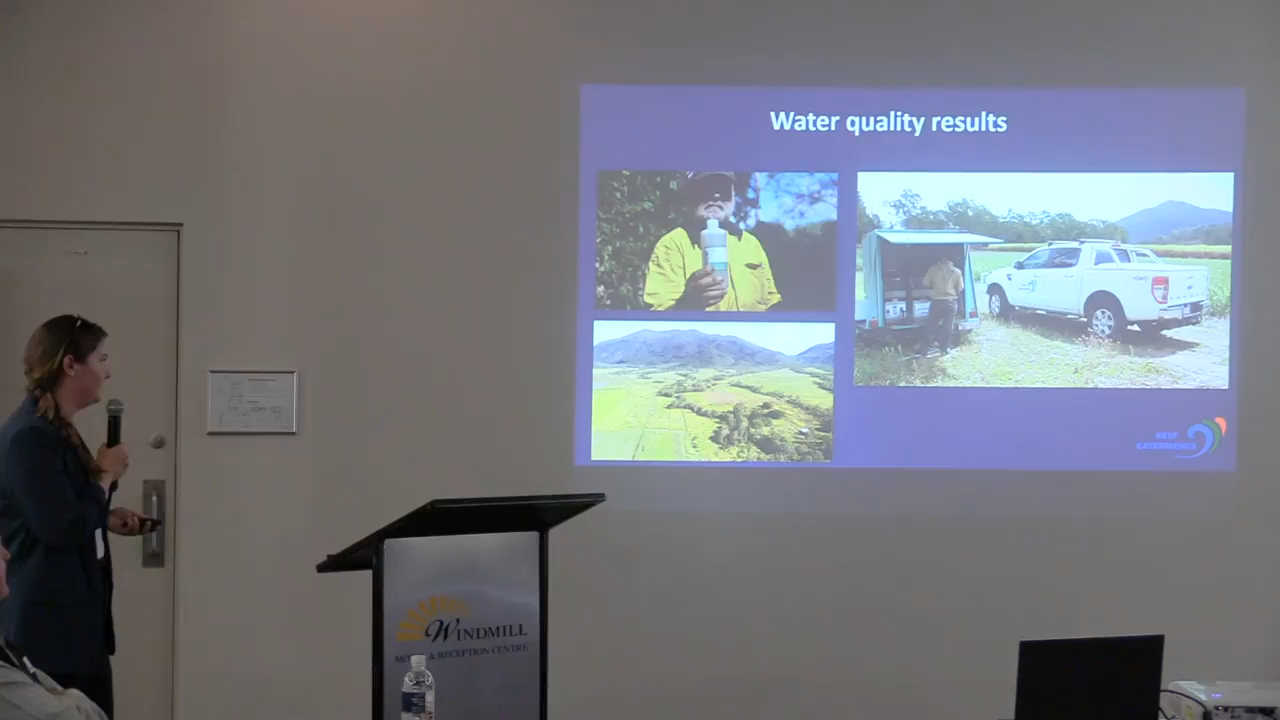 Water quality results
REEF
CATCHMENTS
WINDMILL
& RECEPTION CENTRE